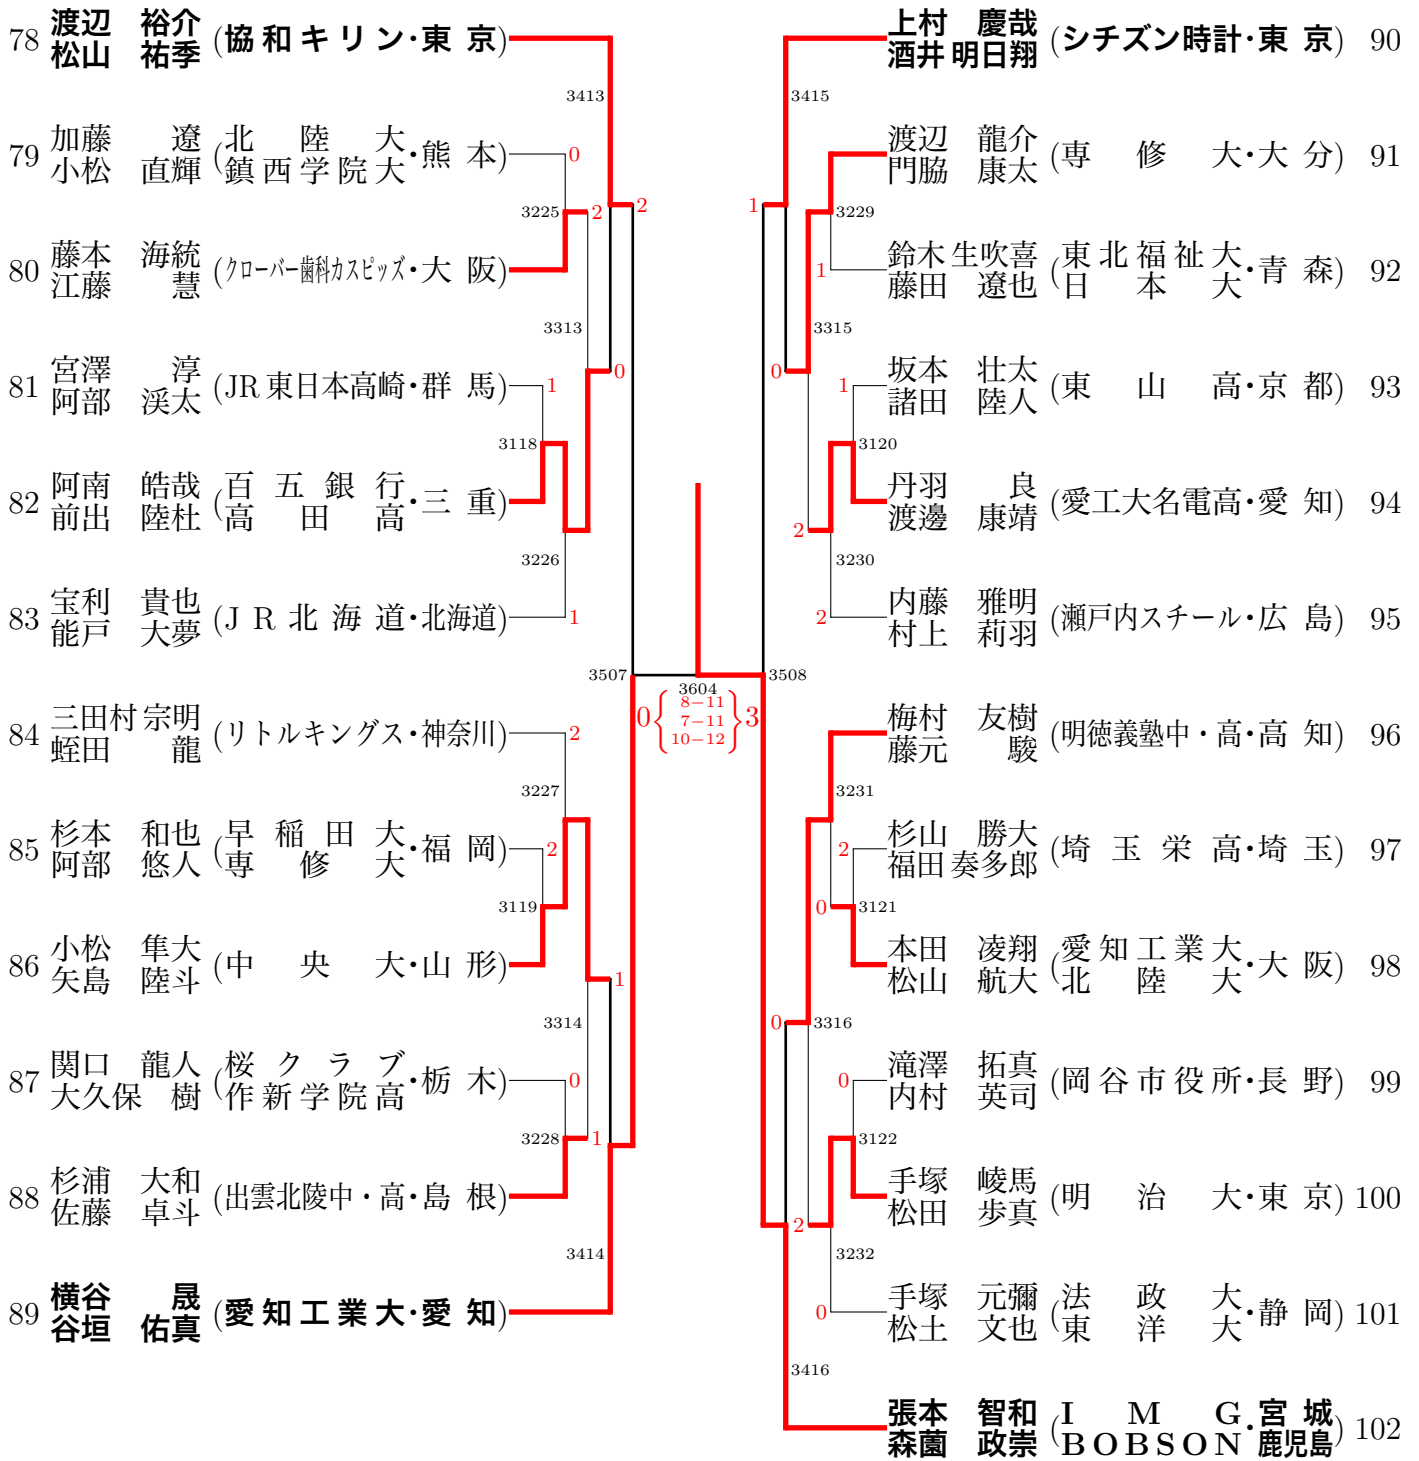 78 渡辺 裕介 松山 祐季 (協和キリン・東京)
3413
79 加藤 遼 小松 直輝 (北陸大 鎮西学院大・熊本)
0
3225
2
2
80 藤本 海統 江藤 慧 (クローバー歯科カスピッズ・大阪)
3313
81 宮澤 淳 阿部 渓太 (JR東日本高崎・群馬)
1
0
3118
82 阿南 皓哉 前出 陸杜 (百五銀行 高田高・三重)
3226
83 宝利 貴也 能戸 大夢 (JR北海道・北海道)
1
3507
84 三田村 宗明 蛭田 龍 (リトルキングス・神奈川)
2
3227
85 杉本 和也 阿部 悠人 (早稲田大 専修大・福岡)
2
3119
86 小松 隼大 矢島 陸斗 (中央大・山形)
1
3314
87 関口 龍人 大久保 樹 (桜クラブ 作新学院高・栃木)
0
3228
1
88 杉浦 大和 佐藤 卓斗 (出雲北陵中・高・島根)
3414
89 横谷 晟 谷垣 佑真 (愛知工業大・愛知)
3604
0 { 8-11
7-11
10-12 } 3
上村 慶哉 酒井 明日翔 (シチズン時計・東京) 90
3415
渡辺 龍介 門脇 康太 (専修大・大分) 91
1
3229
鈴木 生吹喜 藤田 遼也 (東北福祉大 日本大・青森) 92
1
3315
0
坂本 壮太 諸田 陸人 (東山高・京都) 93
1
3120
丹羽 良 渡邊 康靖 (愛工大名電高・愛知) 94
2
3230
内藤 雅明 村上 莉羽 (瀬戸内スチール・広島) 95
2
3508
梅村 友樹 藤元 駿 (明徳義塾中・高・高知) 96
3231
杉山 勝大 福田 奏多郎 (埼玉栄高・埼玉) 97
2
0
3121
本田 凌翔 松山 航大 (愛知工業大 北陸大・大阪) 98
0
3316
滝澤 拓真 内村 英司 (岡谷市役所・長野) 99
0
3122
手塚 崚馬 松田 歩真 (明治大・東京) 100
2
3232
手塚 元彌 松土 文也 (法政大 東洋大・静岡) 101
0
3416
張本 智和 森薗 政崇 (IMG BOBSON・宮城 鹿児島) 102